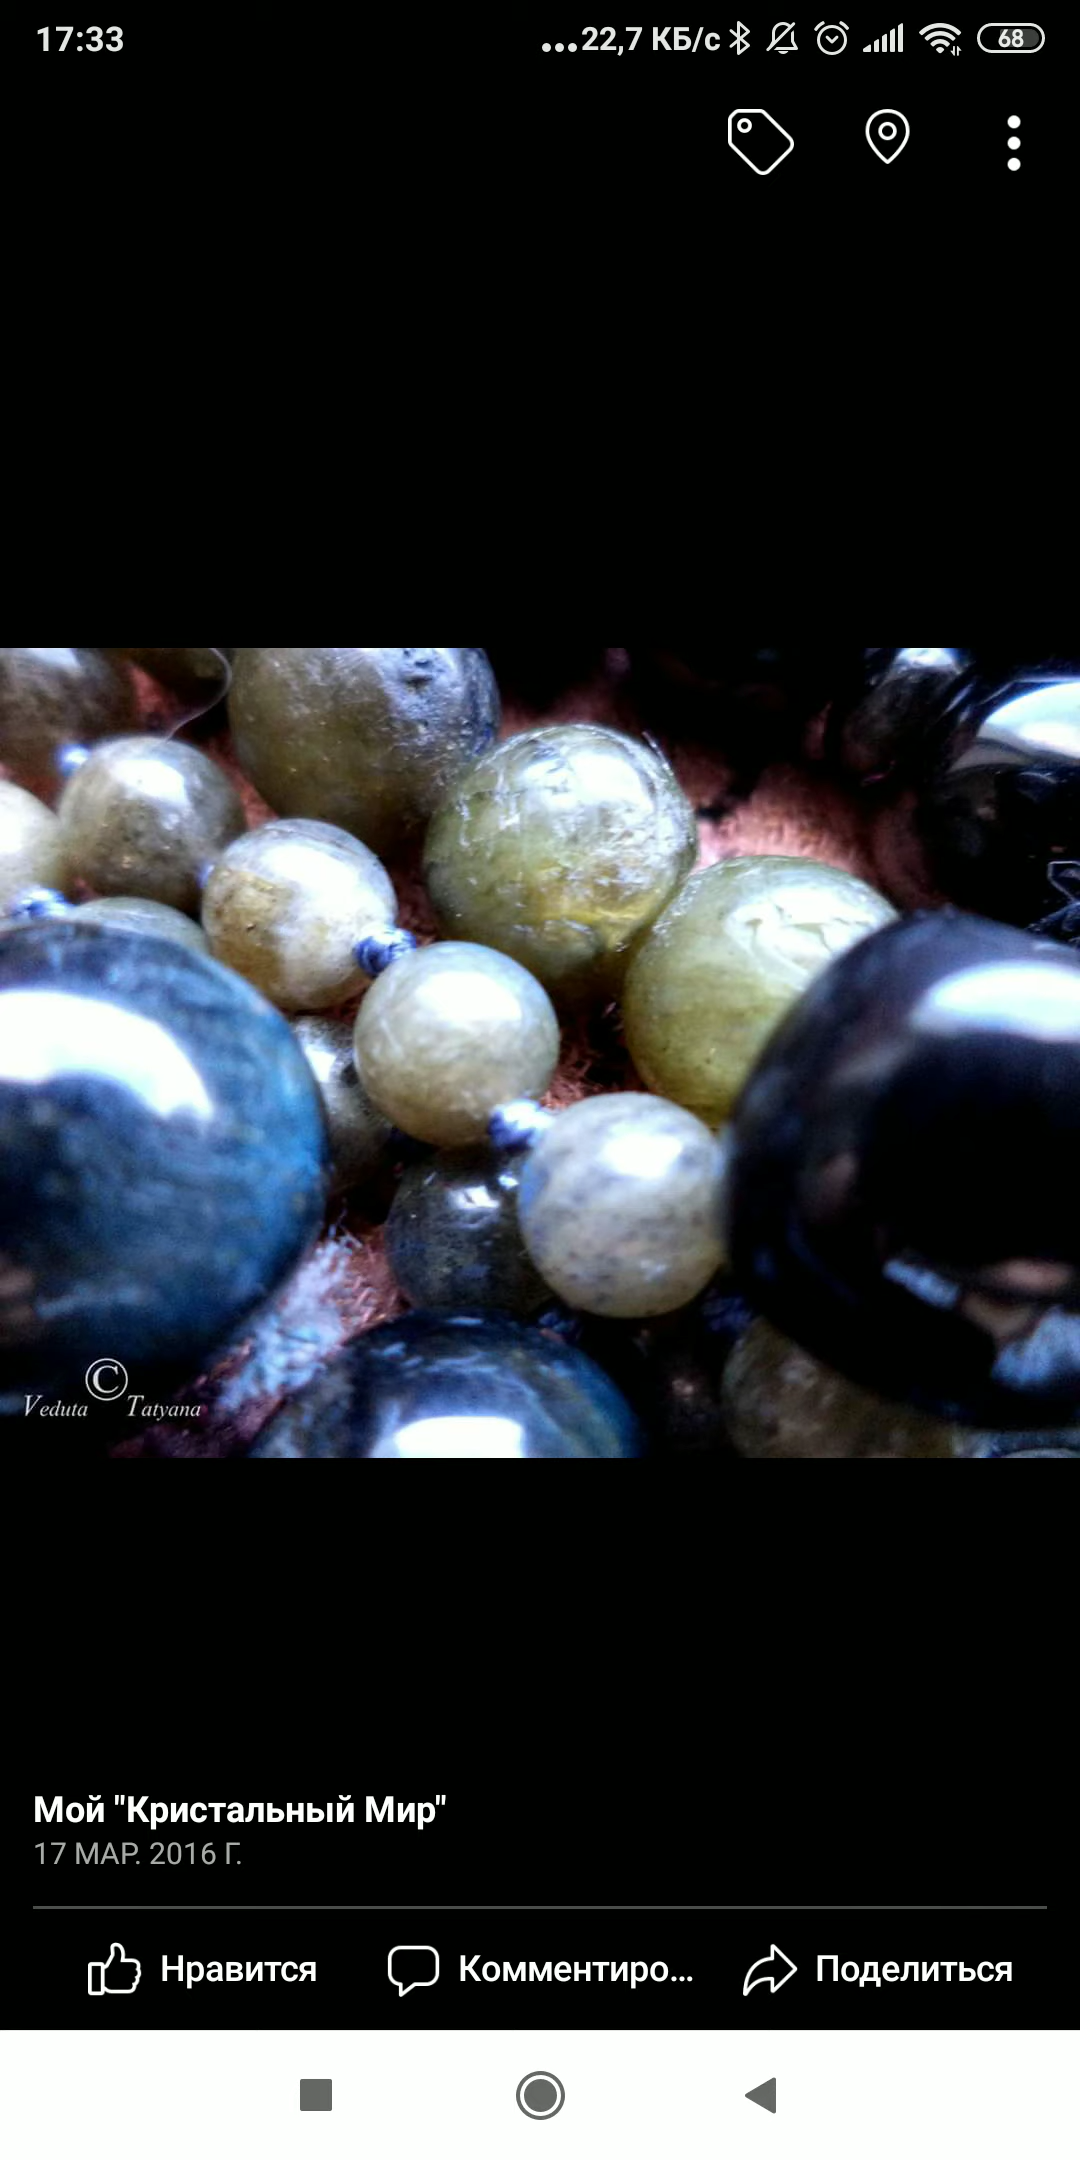 17:33
...22,7 КБ/с 68
©
Veduta Tatyana
Мой "Кристальный Мир"
17 МАР. 2016 Г.
Нравится Комментиро... Поделиться